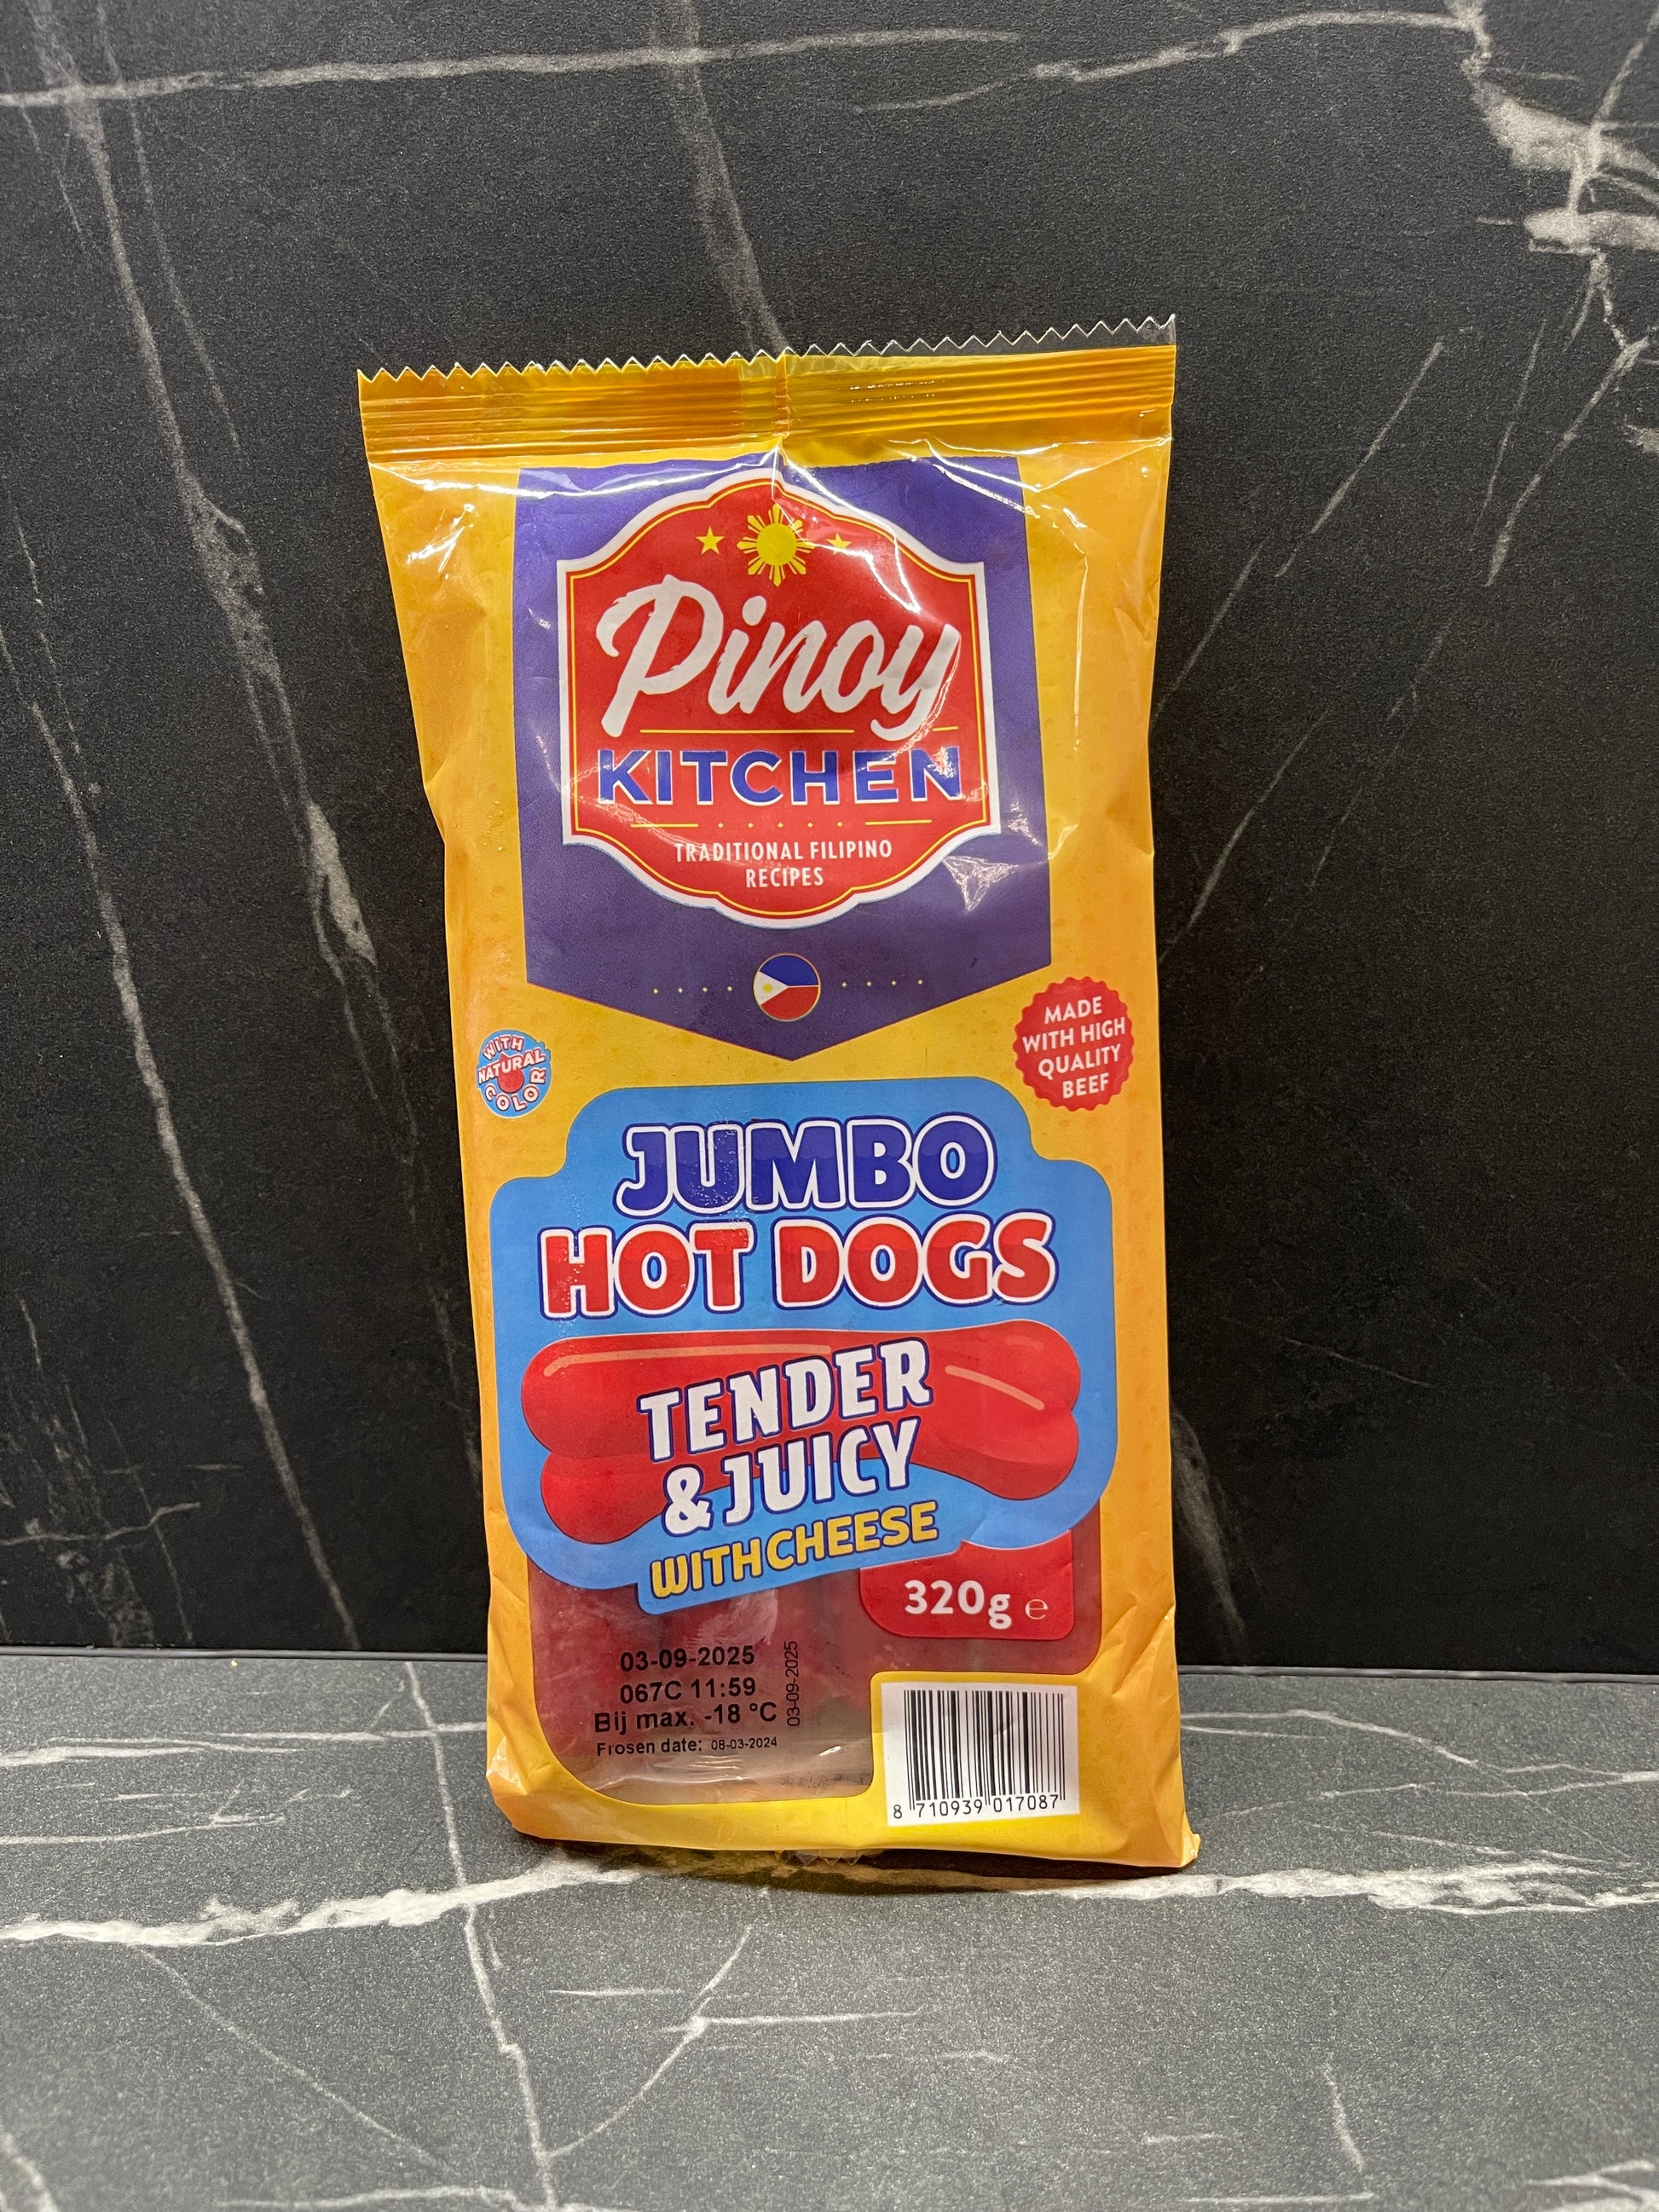 Pinoy
KITCHEN
TRADITIONAL FILIPINO
RECIPES
WITH
NATURAL
COLOR
MADE
WITH HIGH
QUALITY
BEEF
JUMBO
HOT DOGS
TENDER
& JUICY
WITH CHEESE
320g e
03-09-2025
067C 11:59
Bij max. -18 °C
Frosen date: 08-03-2024
03-09-2025
8 710939 017087